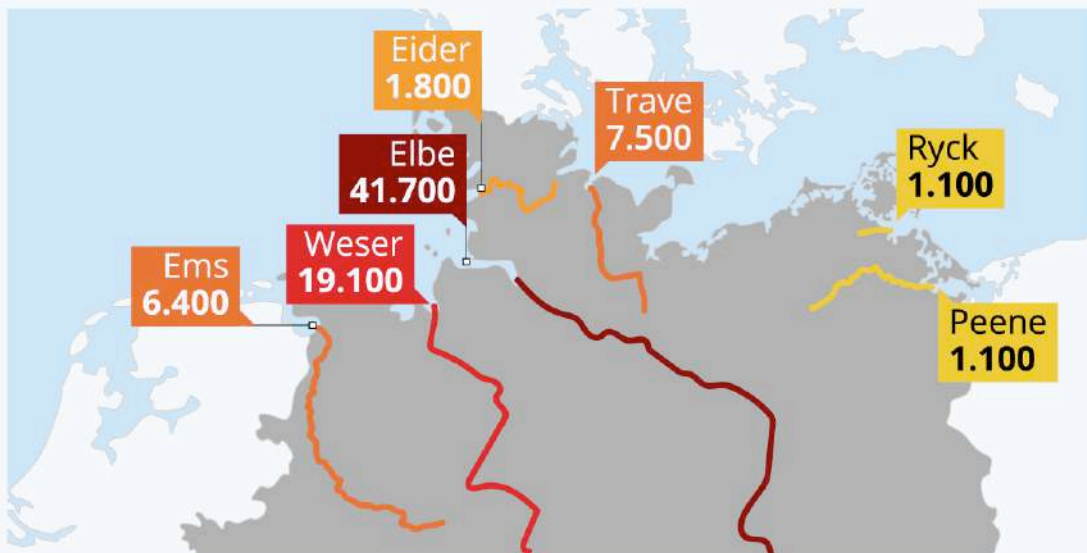 Eider
1.800
Trave
7.500
Elbe
41.700
Ryck
1.100
Weser
19.100
Ems
6.400
Peene
1.100